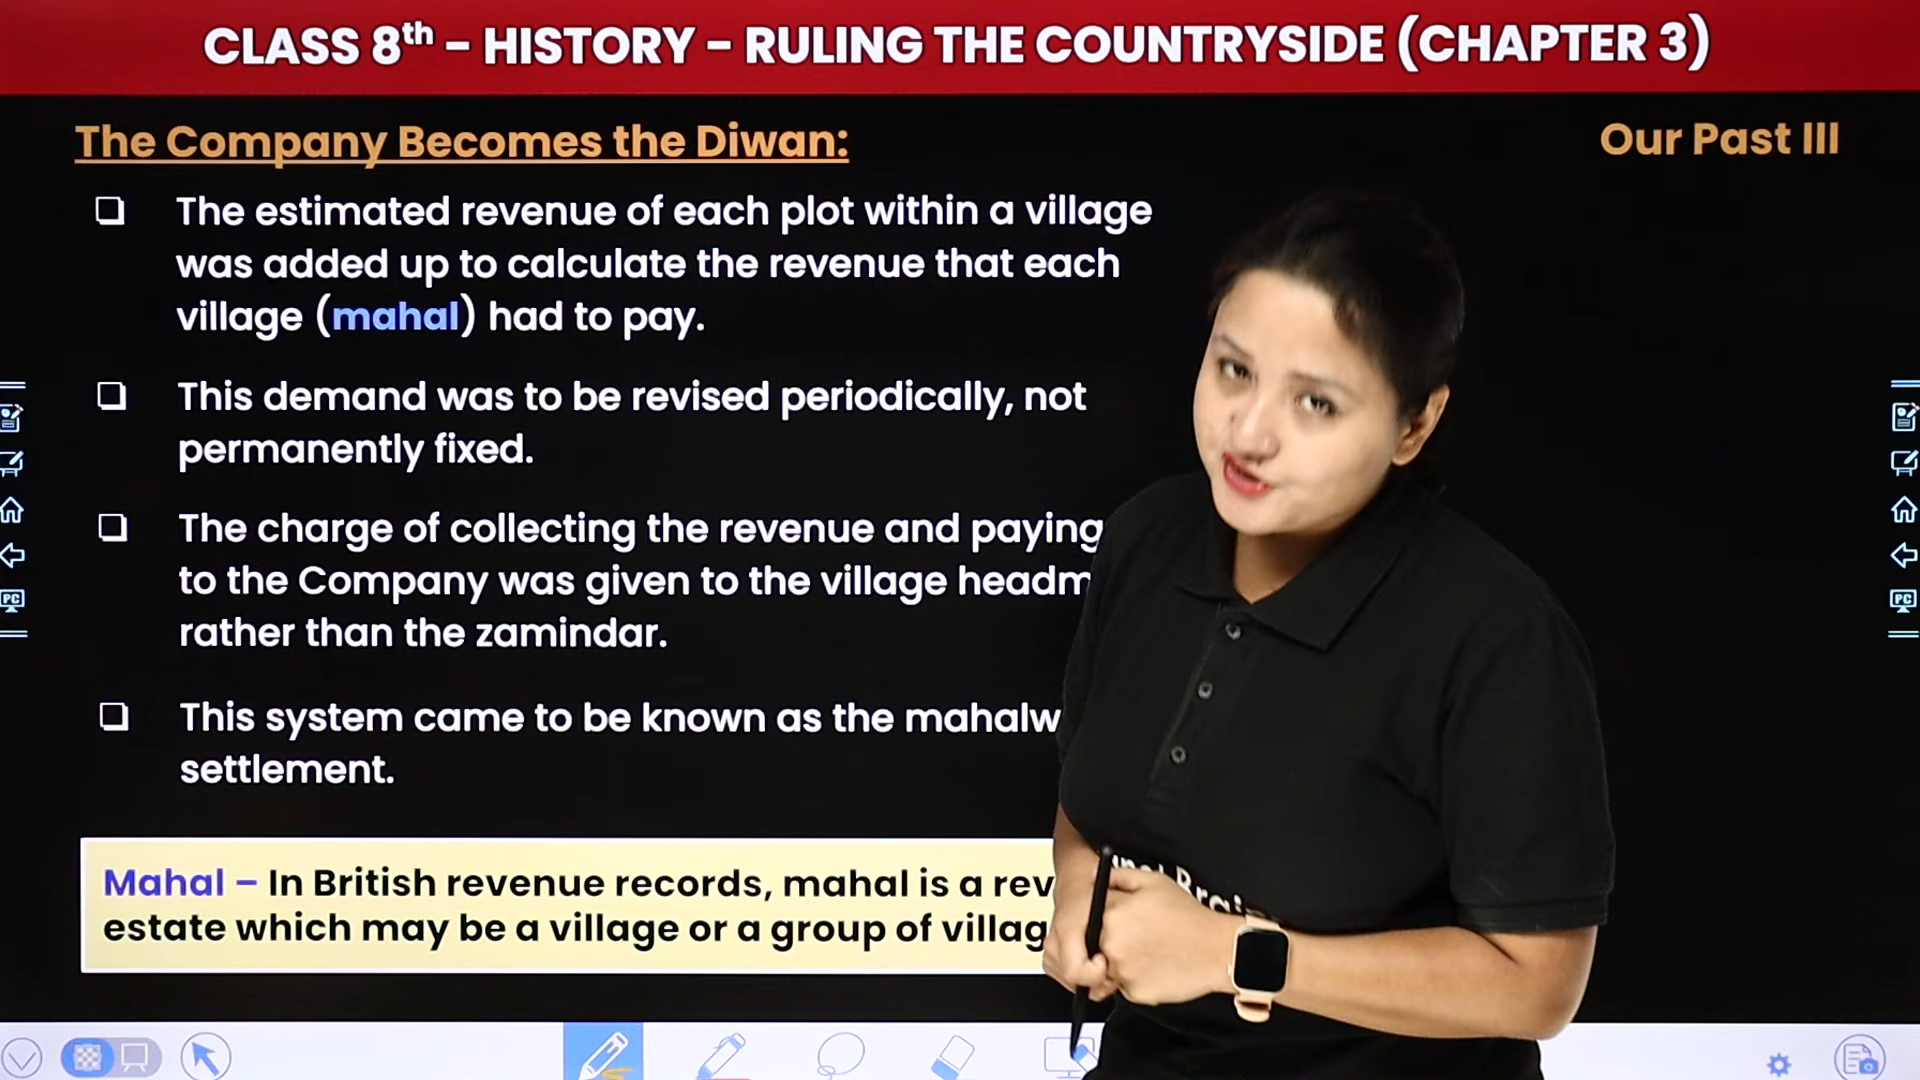 CLASS 8th - HISTORY - RULING THE COUNTRYSIDE (CHAPTER 3)
The Company Becomes the Diwan:
Our Past III
The estimated revenue of each plot within a village
was added up to calculate the revenue that each
village (mahal) had to pay.
This demand was to be revised periodically, not
permanently fixed.
The charge of collecting the revenue and paying
to the Company was given to the village
rather than the zamindar.
This system came to be known as the
settlement.
Mahal – In British revenue records, mahal is a
estate which may be a village or a group of
PC
PC